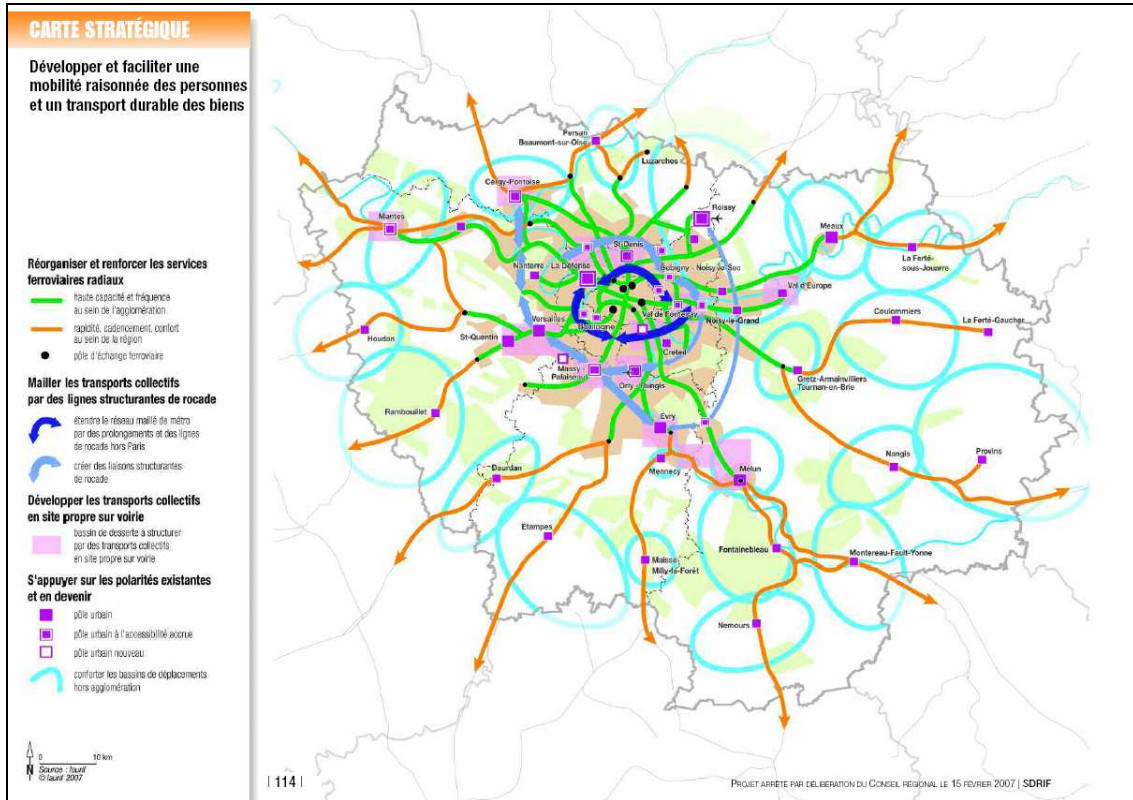 CARTE STRATÉGIQUE
Développer et faciliter une
mobilité raisonnée des personnes
et un transport durable des biens
Réorganiser et renforcer les services
ferroviaires radiaux
haute capacité et fréquence
au sein de l'agglomération
rapidité, cadencement, confort
au sein de la région
pôle d'échange ferroviaire
Mailler les transports collectifs
par des lignes structurantes de rocade
étendre le réseau maillé de métro
par des prolongements et des lignes
de rocade hors Paris
créer des liaisons structurantes
de rocade
Développer les transports collectifs
en site propre sur voirie
bassin de desserte à structurer
par des transports collectifs
en site propre sur voirie
S'appuyer sur les polarités existantes
et en devenir
pôle urbain
pôle urbain à l'accessibilité accrue
pôle urbain nouveau
conforter les bassins de déplacements
hors agglomération
N
0 10 km
Source : Iaurif
© Iaurif 2007
Persan
Beaumont-sur-Oise
Luzarches
Cergy-Pontoise
Roissy
Mantes
Meaux
St-Denis
La Ferté-
sous-Jouarre
Nanterre - La Défense
Bobigny - Noisy-le-Sec
Val d'Europe
Coulommiers
La Ferté-Gaucher
Versailles
Boulogne
Val de Fontenay
Noisy-le-Grand
Houdan
St-Quentin
Créteil
Massy -
Palaiseau
Orly - Rungis
Gretz-Armainvilliers
Tournan-en-Brie
Rambouillet
Évry
Dourdan
Mennecy
Melun
Nangis
Provins
Étampes
Fontainebleau
Maisse
Milly-la-Forêt
Montereau-Fault-Yonne
Nemours
| 114 |
PROJET ARRÊTÉ PAR DÉLIBÉRATION DU CONSEIL RÉGIONAL LE 15 FÉVRIER 2007 | SDRIF